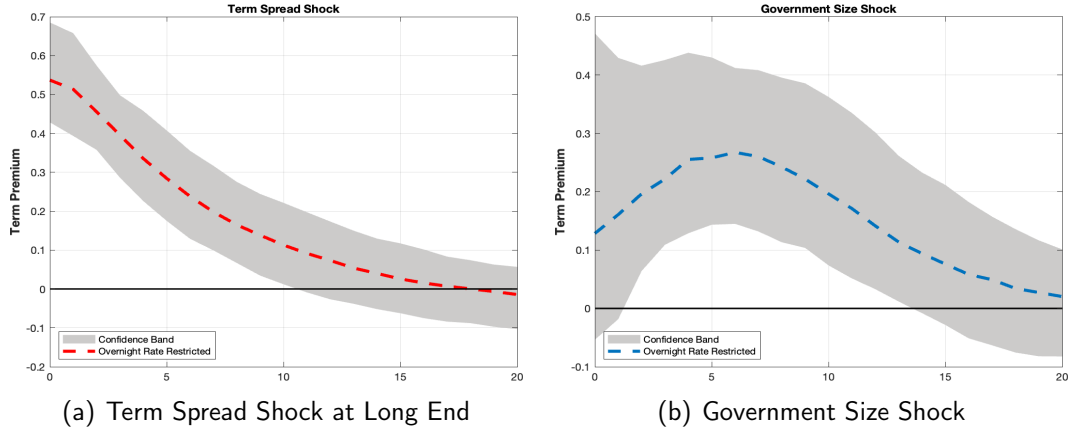 Term Spread Shock
0.7
0.6
0.5
0.4
0.3
0.2
0.1
0
-0.1
-0.2
Term Premium
Confidence Band
Overnight Rate Restricted
0 5 10 15 20
(a) Term Spread Shock at Long End
Government Size Shock
0.5
0.4
0.3
0.2
0.1
0
-0.1
Term Premium
Confidence Band
Overnight Rate Restricted
0 5 10 15 20
(b) Government Size Shock